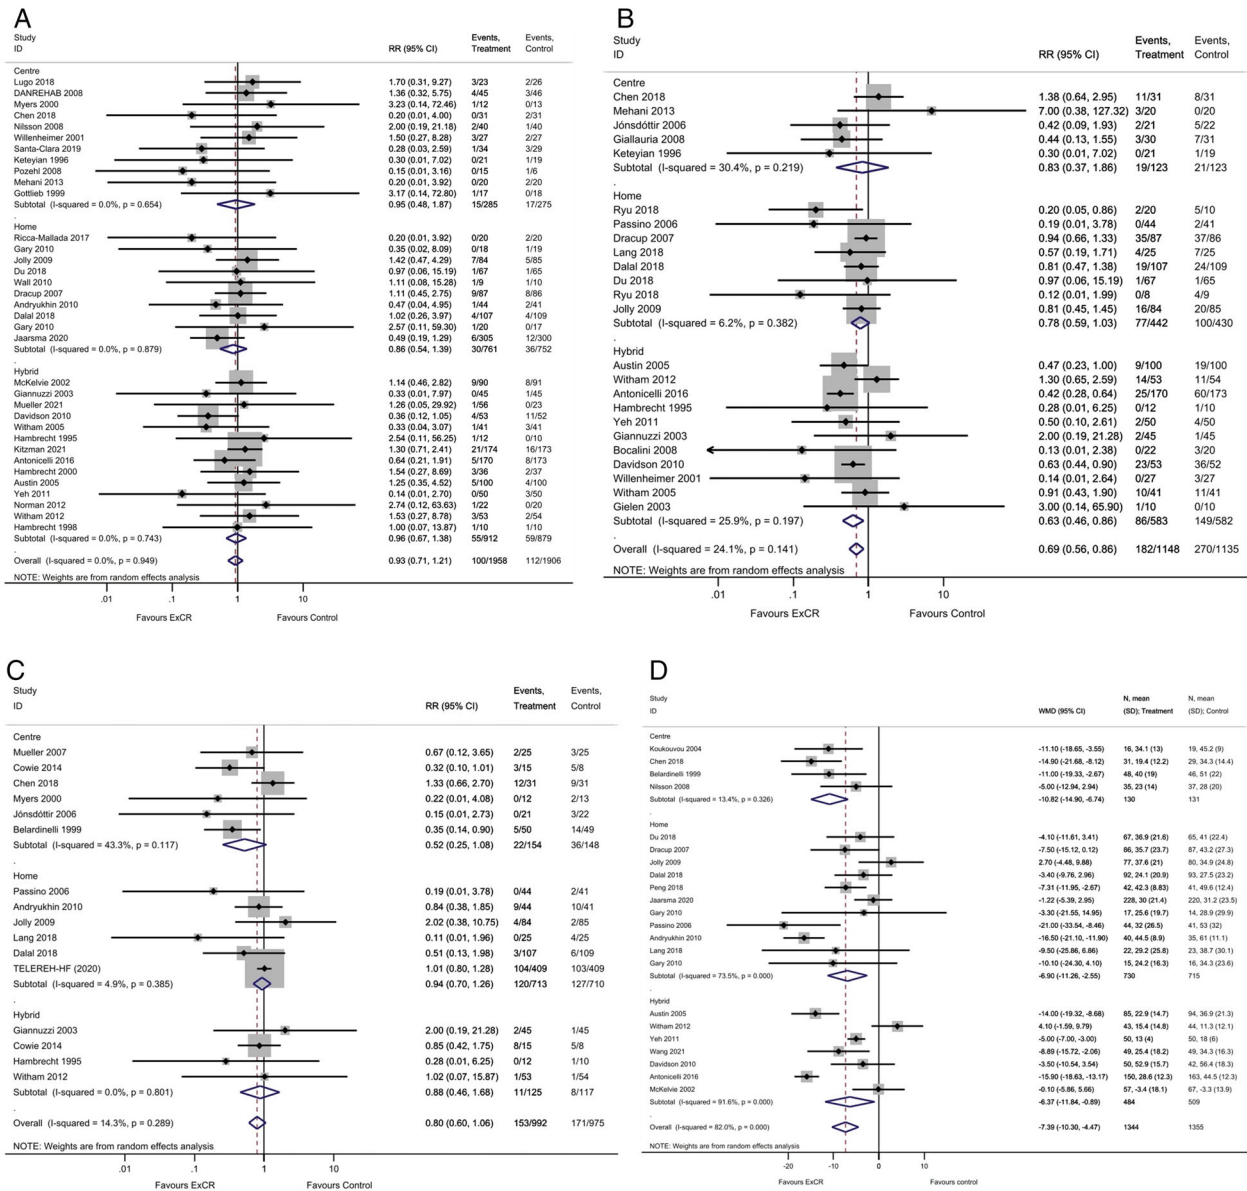 A
Study
ID RR (95% CI) Events, Treatment Events, Control
Centre
Lugo 2018 1.70 (0.31, 9.27) 3/23 2/26
DANREHAB 2008 1.36 (0.32, 5.75) 4/45 3/46
Myers 2000 3.23 (0.14, 72.46) 1/12 0/13
Chen 2018 0.20 (0.01, 4.00) 0/31 2/31
Nilsson 2008 2.00 (0.19, 21.18) 2/40 1/40
Willenheimer 2001 1.50 (0.27, 8.28) 3/27 2/27
Santa-Clara 2019 0.28 (0.03, 2.59) 1/34 3/29
Keteyian 1996 0.30 (0.01, 7.02) 0/21 1/19
Pozehl 2008 0.15 (0.01, 3.16) 0/15 1/6
Mehani 2013 0.20 (0.01, 3.92) 0/20 2/20
Gottlieb 1999 3.17 (0.14, 72.80) 1/17 0/18
Subtotal (I-squared = 0.0%, p = 0.654) 0.95 (0.48, 1.87) 15/285 17/275
.
Home
Ricca-Mallada 2017 0.20 (0.01, 3.92) 0/20 2/20
Gary 2010 0.35 (0.02, 8.09) 0/18 1/19
Jolly 2009 1.42 (0.47, 4.29) 7/84 5/85
Du 2018 0.97 (0.06, 15.19) 1/67 1/65
Wall 2010 1.11 (0.08, 15.28) 1/9 1/10
Dracup 2007 1.11 (0.45, 2.75) 9/87 8/86
Andryukhin 2010 0.47 (0.04, 4.95) 1/44 2/41
Dalal 2018 1.02 (0.26, 3.97) 4/107 4/109
Gary 2010 2.57 (0.11, 59.30) 1/20 0/17
Jaarsma 2020 0.49 (0.19, 1.29) 6/305 12/300
Subtotal (I-squared = 0.0%, p = 0.879) 0.86 (0.54, 1.39) 30/761 36/752
.
Hybrid
McKelvie 2002 1.14 (0.46, 2.82) 9/90 8/91
Giannuzzi 2003 0.33 (0.01, 7.97) 0/45 1/45
Mueller 2021 1.26 (0.05, 29.92) 1/56 0/23
Davidson 2010 0.36 (0.12, 1.05) 4/53 11/52
Witham 2005 0.33 (0.04, 3.07) 1/41 3/41
Hambrecht 1995 2.54 (0.11, 56.25) 1/12 0/10
Kitzman 2021 1.30 (0.71, 2.41) 21/174 16/173
Antonicelli 2016 0.64 (0.21, 1.91) 5/170 8/173
Hambrecht 2000 1.54 (0.27, 8.69) 3/36 2/37
Austin 2005 1.25 (0.35, 4.52) 5/100 4/100
Yeh 2011 0.14 (0.01, 2.70) 0/50 3/50
Norman 2012 2.74 (0.12, 63.63) 1/22 0/20
Witham 2012 1.53 (0.27, 8.78) 3/53 2/54
Hambrecht 1998 1.00 (0.07, 13.87) 1/10 1/10
Subtotal (I-squared = 0.0%, p = 0.743) 0.96 (0.67, 1.38) 55/912 59/879
.
Overall (I-squared = 0.0%, p = 0.949) 0.93 (0.71, 1.21) 100/1958 112/1906
NOTE: Weights are from random effects analysis
.01 .1 1 10
Favours ExCR Favours Control
B
Study
ID RR (95% CI) Events, Treatment Events, Control
Centre
Chen 2018 1.38 (0.64, 2.95) 11/31 8/31
Mehani 2013 7.00 (0.38, 127.32) 3/20 0/20
Jónsdóttir 2006 0.42 (0.09, 1.93) 2/21 5/22
Giallauria 2008 0.44 (0.13, 1.55) 3/30 7/31
Keteyian 1996 0.30 (0.01, 7.02) 0/21 1/19
Subtotal (I-squared = 30.4%, p = 0.219) 0.83 (0.37, 1.86) 19/123 21/123
.
Home
Ryu 2018 0.20 (0.05, 0.86) 2/20 5/10
Passino 2006 0.19 (0.01, 3.78) 0/44 2/41
Dracup 2007 0.94 (0.66, 1.33) 35/87 37/86
Lang 2018 0.57 (0.19, 1.71) 4/25 7/25
Dalal 2018 0.81 (0.47, 1.38) 19/107 24/109
Du 2018 0.97 (0.06, 15.19) 1/67 1/65
Ryu 2018 0.12 (0.01, 1.99) 0/8 4/9
Jolly 2009 0.81 (0.45, 1.45) 16/84 20/85
Subtotal (I-squared = 6.2%, p = 0.382) 0.78 (0.59, 1.03) 77/442 100/430
.
Hybrid
Austin 2005 0.47 (0.23, 1.00) 9/100 19/100
Witham 2012 1.30 (0.65, 2.59) 14/53 11/54
Antonicelli 2016 0.42 (0.28, 0.64) 25/170 60/173
Hambrecht 1995 0.28 (0.01, 6.25) 0/12 1/10
Yeh 2011 0.50 (0.10, 2.61) 2/50 4/50
Giannuzzi 2003 2.00 (0.19, 21.28) 2/45 1/45
Bocalini 2008 0.13 (0.01, 2.38) 0/22 3/20
Davidson 2010 0.63 (0.44, 0.90) 23/53 36/52
Willenheimer 2001 0.14 (0.01, 2.64) 0/27 3/27
Witham 2005 0.91 (0.43, 1.90) 10/41 11/41
Gielen 2003 3.00 (0.14, 65.90) 1/10 0/10
Subtotal (I-squared = 25.9%, p = 0.197) 0.63 (0.46, 0.86) 86/583 149/582
.
Overall (I-squared = 24.1%, p = 0.141) 0.69 (0.56, 0.86) 182/1148 270/1135
NOTE: Weights are from random effects analysis
.01 .1 1 10
Favours ExCR Favours Control
C
Study
ID RR (95% CI) Events, Treatment Events, Control
Centre
Mueller 2007 0.67 (0.12, 3.65) 2/25 3/25
Cowie 2014 0.32 (0.10, 1.01) 3/15 5/8
Chen 2018 1.33 (0.66, 2.70) 12/31 9/31
Myers 2000 0.22 (0.01, 4.08) 0/12 2/13
Jónsdóttir 2006 0.15 (0.01, 2.73) 0/21 3/22
Belardinelli 1999 0.35 (0.14, 0.90) 5/50 14/49
Subtotal (I-squared = 43.3%, p = 0.117) 0.52 (0.25, 1.08) 22/154 36/148
.
Home
Passino 2006 0.19 (0.01, 3.78) 0/44 2/41
Andryukhin 2010 0.84 (0.38, 1.85) 9/44 10/41
Jolly 2009 2.02 (0.38, 10.75) 4/84 2/85
Lang 2018 0.11 (0.01, 1.96) 0/25 4/25
Dalal 2018 0.51 (0.13, 1.98) 3/107 6/109
TELEREH-HF (2020) 1.01 (0.80, 1.28) 104/409 103/409
Subtotal (I-squared = 4.9%, p = 0.385) 0.94 (0.70, 1.26) 120/713 127/710
.
Hybrid
Giannuzzi 2003 2.00 (0.19, 21.28) 2/45 1/45
Cowie 2014 0.85 (0.42, 1.75) 8/15 5/8
Hambrecht 1995 0.28 (0.01, 6.25) 0/12 1/10
Witham 2012 1.02 (0.07, 15.87) 1/53 1/54
Subtotal (I-squared = 0.0%, p = 0.801) 0.88 (0.46, 1.68) 11/125 8/117
.
Overall (I-squared = 14.3%, p = 0.289) 0.80 (0.60, 1.06) 153/992 171/975
NOTE: Weights are from random effects analysis
.01 .1 1 10
Favours ExCR Favours Control
D
Study
ID WMD (95% CI) N, mean (SD); Treatment N, mean (SD); Control
Centre
Koukouvou 2004 -11.10 (-18.65, -3.55) 16, 34.1 (13) 19, 45.2 (9)
Chen 2018 -14.90 (-21.68, -8.12) 31, 19.4 (12.2) 29, 34.3 (14.4)
Belardinelli 1999 -11.00 (-19.33, -2.67) 48, 40 (19) 46, 51 (22)
Nilsson 2008 -5.00 (-12.94, 2.94) 35, 23 (14) 37, 28 (20)
Subtotal (I-squared = 13.4%, p = 0.326) -10.82 (-14.90, -6.74) 130 131
.
Home
Du 2018 -4.10 (-11.61, 3.41) 67, 36.9 (21.6) 65, 41 (22.4)
Dracup 2007 -7.50 (-15.12, 0.12) 86, 35.7 (23.7) 87, 43.2 (27.3)
Jolly 2009 2.70 (-4.48, 9.88) 77, 37.6 (21) 80, 34.9 (24.8)
Dalal 2018 -3.40 (-9.76, 2.96) 92, 24.1 (20.9) 93, 27.5 (23.2)
Peng 2018 -7.31 (-11.95, -2.67) 42, 42.3 (8.83) 41, 49.6 (12.4)
Jaarsma 2020 -1.22 (-5.39, 2.95) 228, 30 (21.4) 220, 31.2 (23.5)
Gary 2010 -3.30 (-21.55, 14.95) 17, 25.6 (19.7) 14, 28.9 (29.9)
Passino 2006 -21.00 (-33.54, -8.46) 44, 32 (26.5) 41, 53 (32)
Andryukhin 2010 -16.50 (-21.10, -11.90) 40, 44.5 (8.9) 35, 61 (11.1)
Lang 2018 -9.50 (-25.86, 6.86) 22, 29.2 (25.8) 23, 38.7 (30.1)
Gary 2010 -10.10 (-24.30, 4.10) 15, 24.2 (16.3) 16, 34.3 (23.6)
Subtotal (I-squared = 73.5%, p = 0.000) -6.90 (-11.26, -2.55) 730 715
.
Hybrid
Austin 2005 -14.00 (-19.32, -8.68) 85, 22.9 (14.7) 94, 36.9 (21.3)
Witham 2012 4.10 (-1.59, 9.79) 43, 15.4 (14.8) 44, 11.3 (12.1)
Yeh 2011 -5.00 (-7.00, -3.00) 50, 13 (4) 50, 18 (6)
Wang 2021 -8.89 (-15.72, -2.06) 49, 25.4 (18.2) 49, 34.3 (16.3)
Davidson 2010 -3.50 (-10.54, 3.54) 50, 52.9 (15.7) 42, 56.4 (18.3)
Antonicelli 2016 -15.90 (-18.63, -13.17) 150, 28.6 (12.3) 163, 44.5 (12.3)
McKelvie 2002 -0.10 (-5.86, 5.66) 57, -3.4 (18.1) 67, -3.3 (13.9)
Subtotal (I-squared = 91.6%, p = 0.000) -6.37 (-11.84, -0.89) 484 509
.
Overall (I-squared = 82.0%, p = 0.000) -7.39 (-10.30, -4.47) 1344 1355
NOTE: Weights are from random effects analysis
-20 -10 0 10
Favours ExCR Favours Control